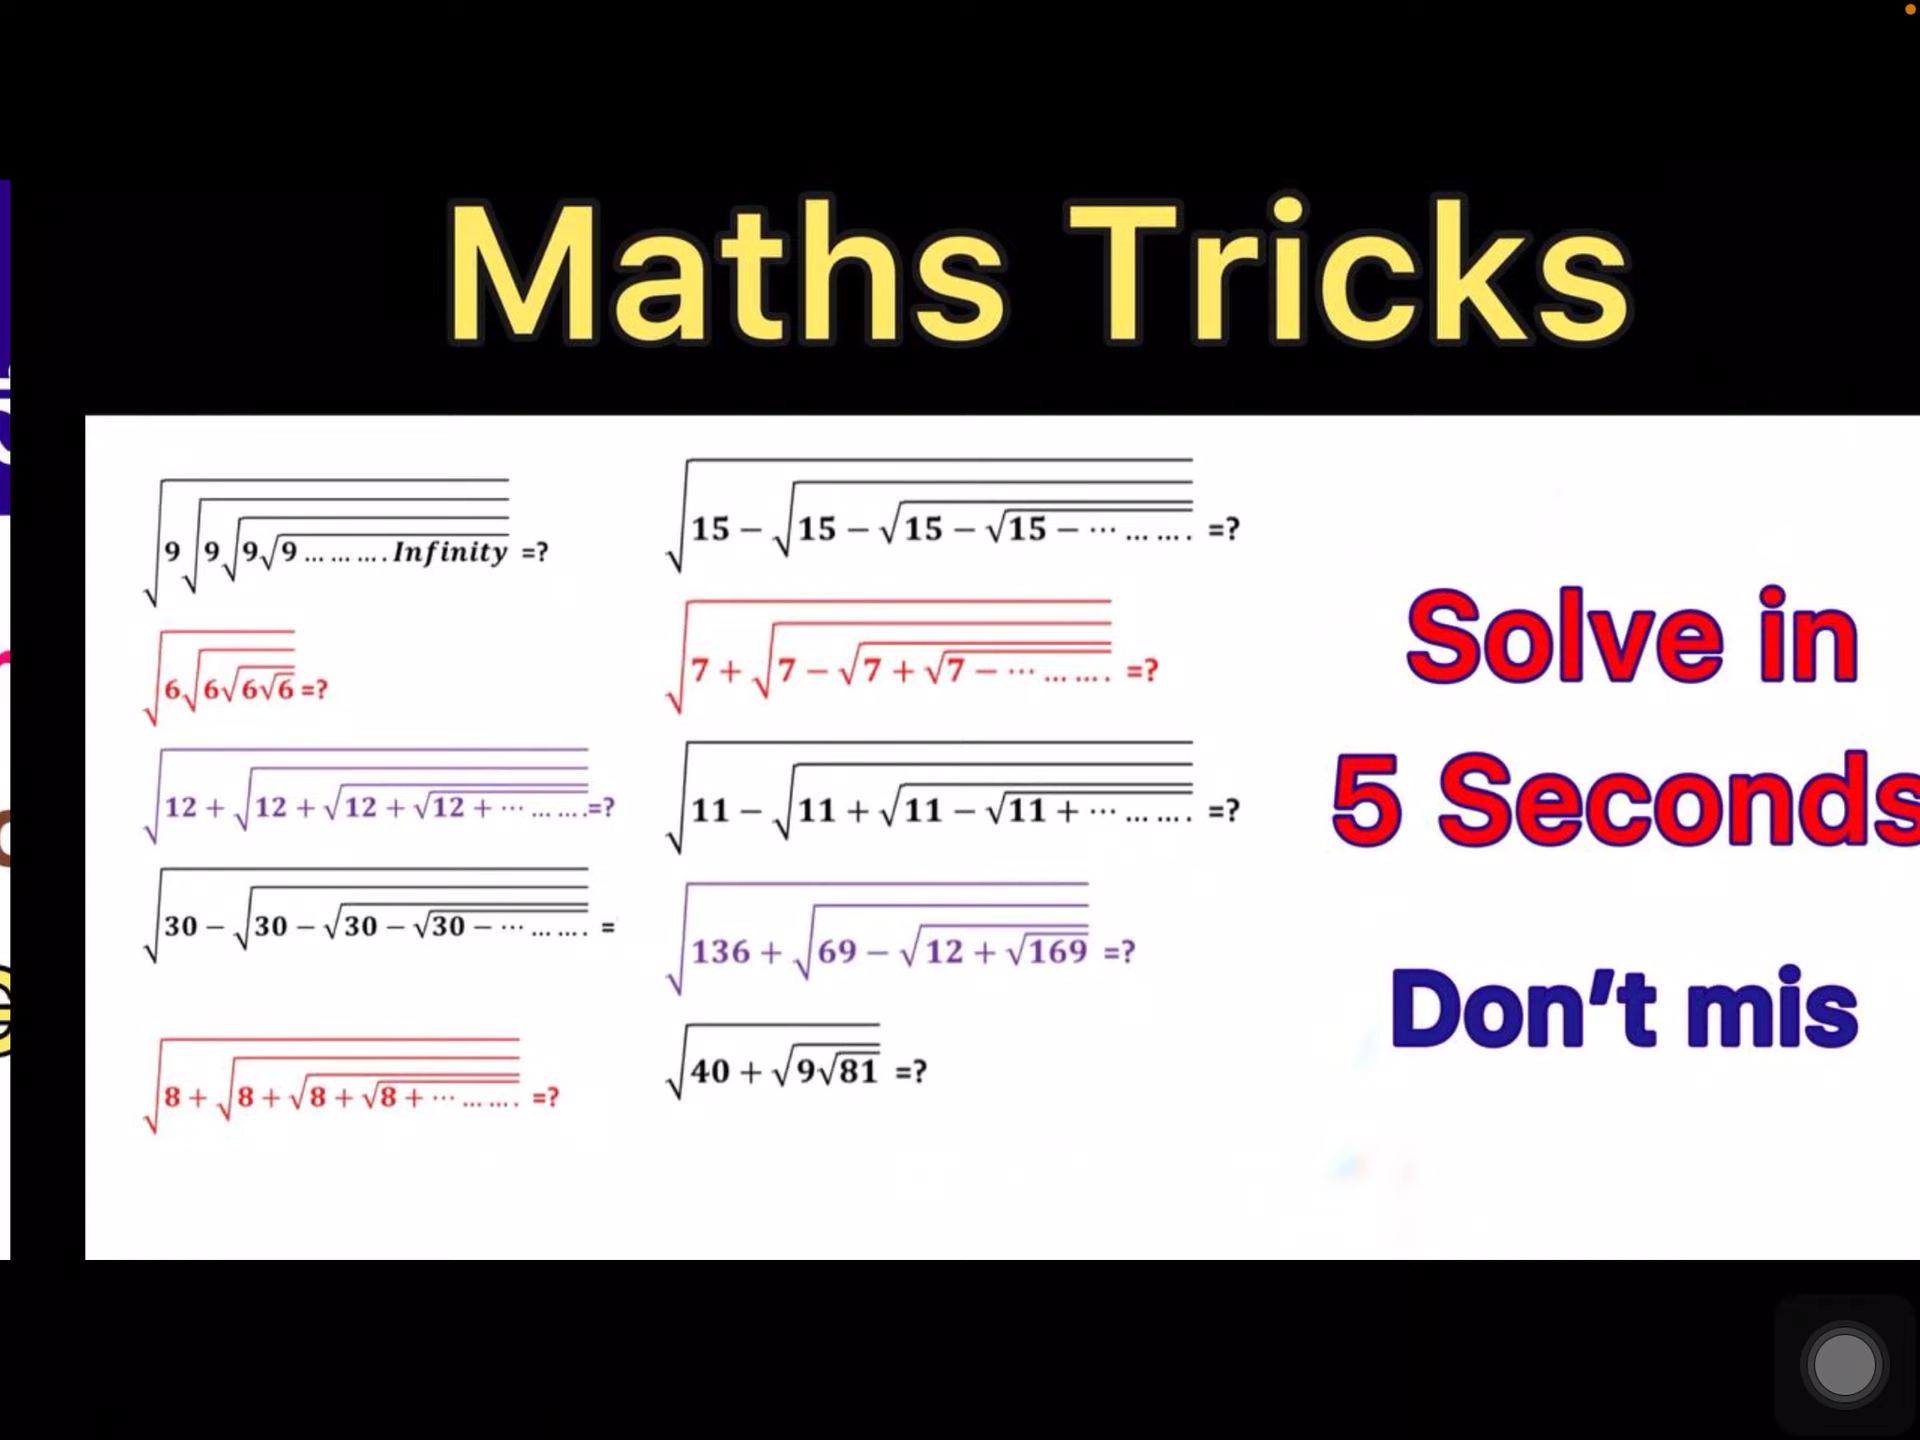 Maths Tricks
√9√9√9√9 ... ... ... . Infinity =?
√6√6√6√6 =?
√12 + √12 + √12 + √12 + ⋯ ... ... . =?
√30 − √30 − √30 − √30 − ⋯ ... ... . =
√8 + √8 + √8 + √8 + ⋯ ... ... . =?
√15 − √15 − √15 − √15 − ⋯ ... ... . =?
√7 + √7 − √7 + √7 − ⋯ ... ... . =?
√11 − √11 + √11 − √11 + ⋯ ... ... . =?
√136 + √69 − √12 + √169 =?
√40 + √9√81 =?
Solve in
5 Seconds
Don’t mis